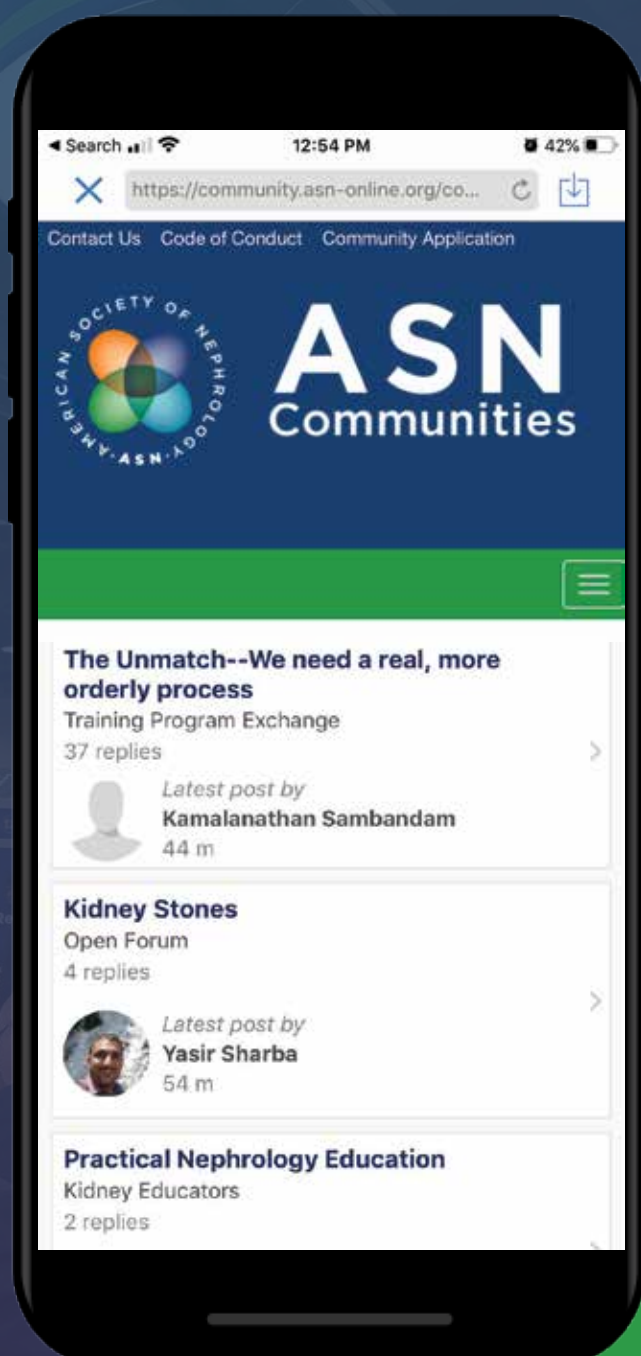 ◄ Search 12:54 PM 42%
https://community.asn-online.org/co...
Contact Us Code of Conduct Community Application
AMERICAN SOCIETY OF NEPHROLOGY
ASN
ASN
Communities
The Unmatch--We need a real, more
orderly process
Training Program Exchange
37 replies
Latest post by
Kamalanathan Sambandam
44 m
Kidney Stones
Open Forum
4 replies
Latest post by
Yasir Sharba
54 m
Practical Nephrology Education
Kidney Educators
2 replies